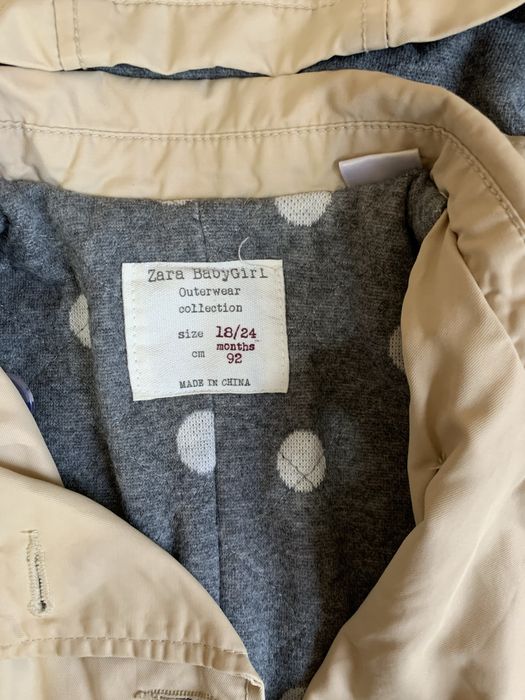 Zara BabyGirl
Outerwear
collection
size 18/24
months
cm 92
MADE IN CHINA